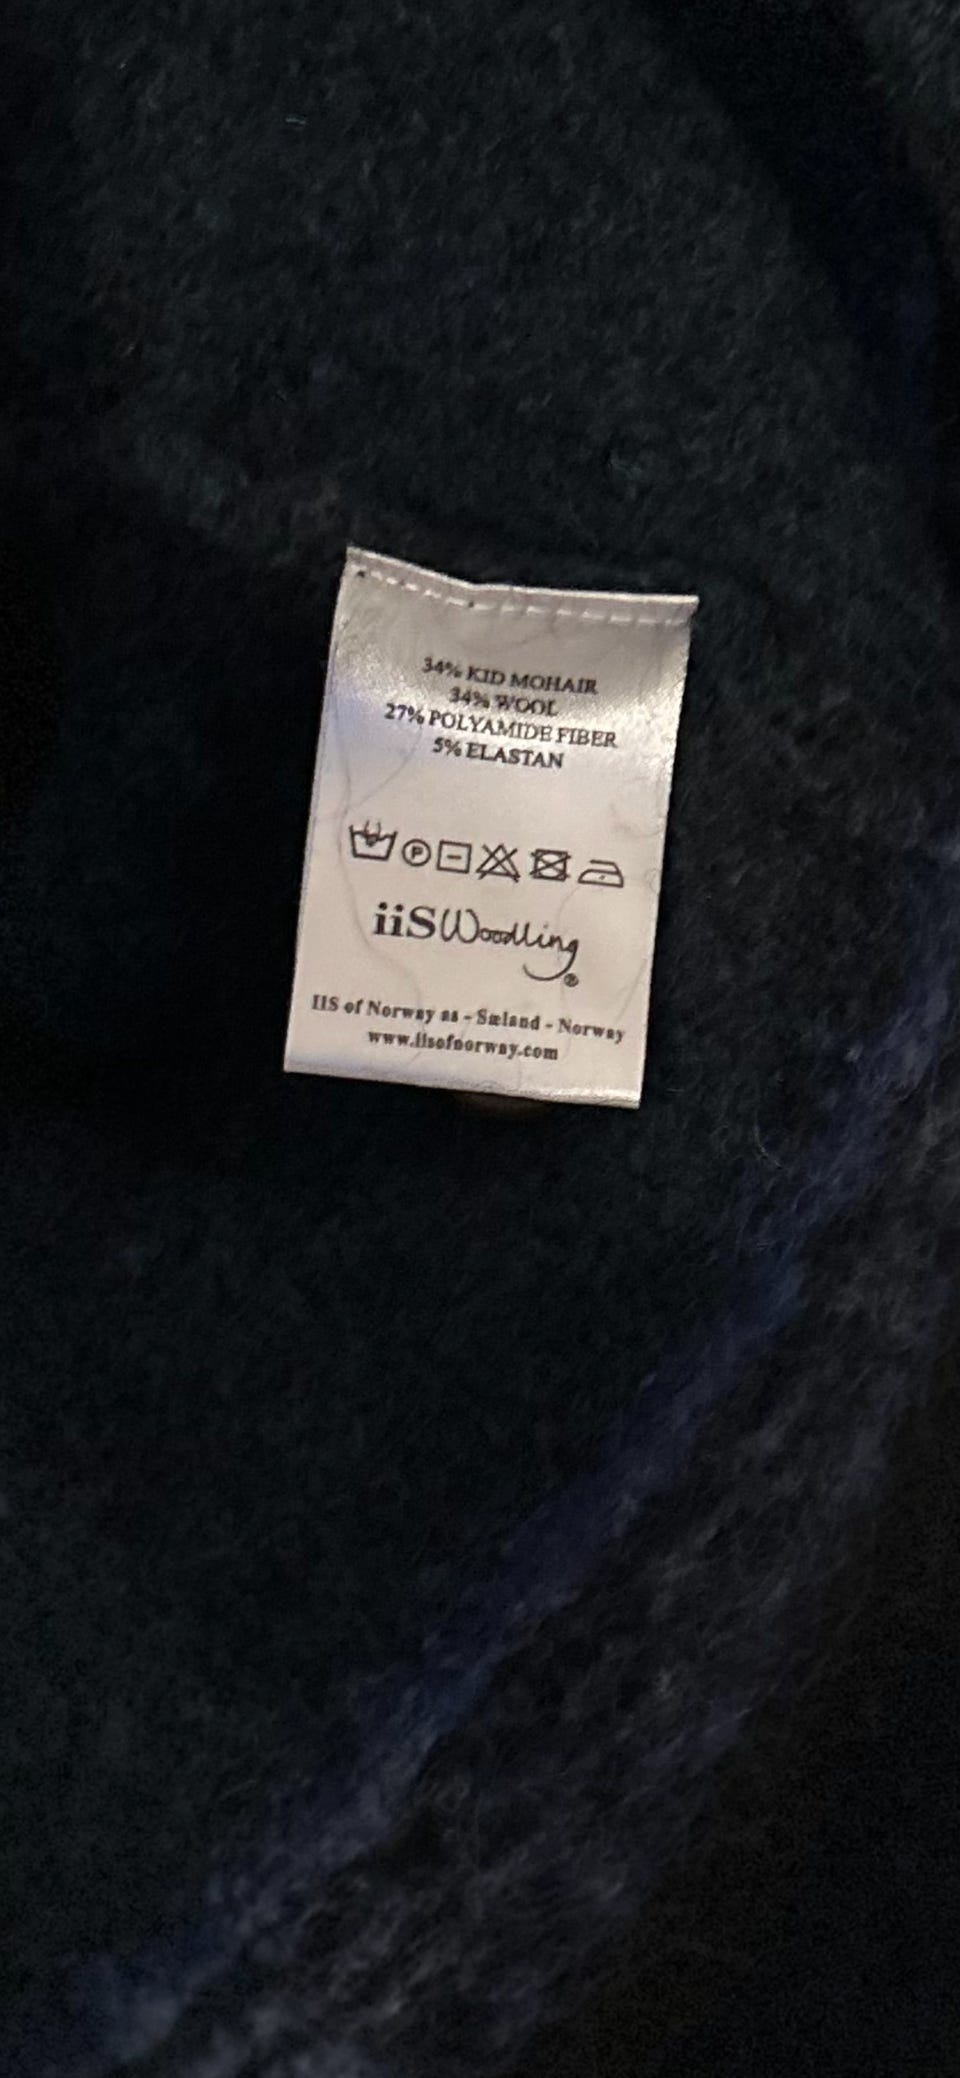 34% KID MOHAIR
34% WOOL
27% POLYAMIDE FIBER
5% ELASTAN
P
iiS Woodling®
IIS of Norway as - Sæland - Norway
www.iisofnorway.com